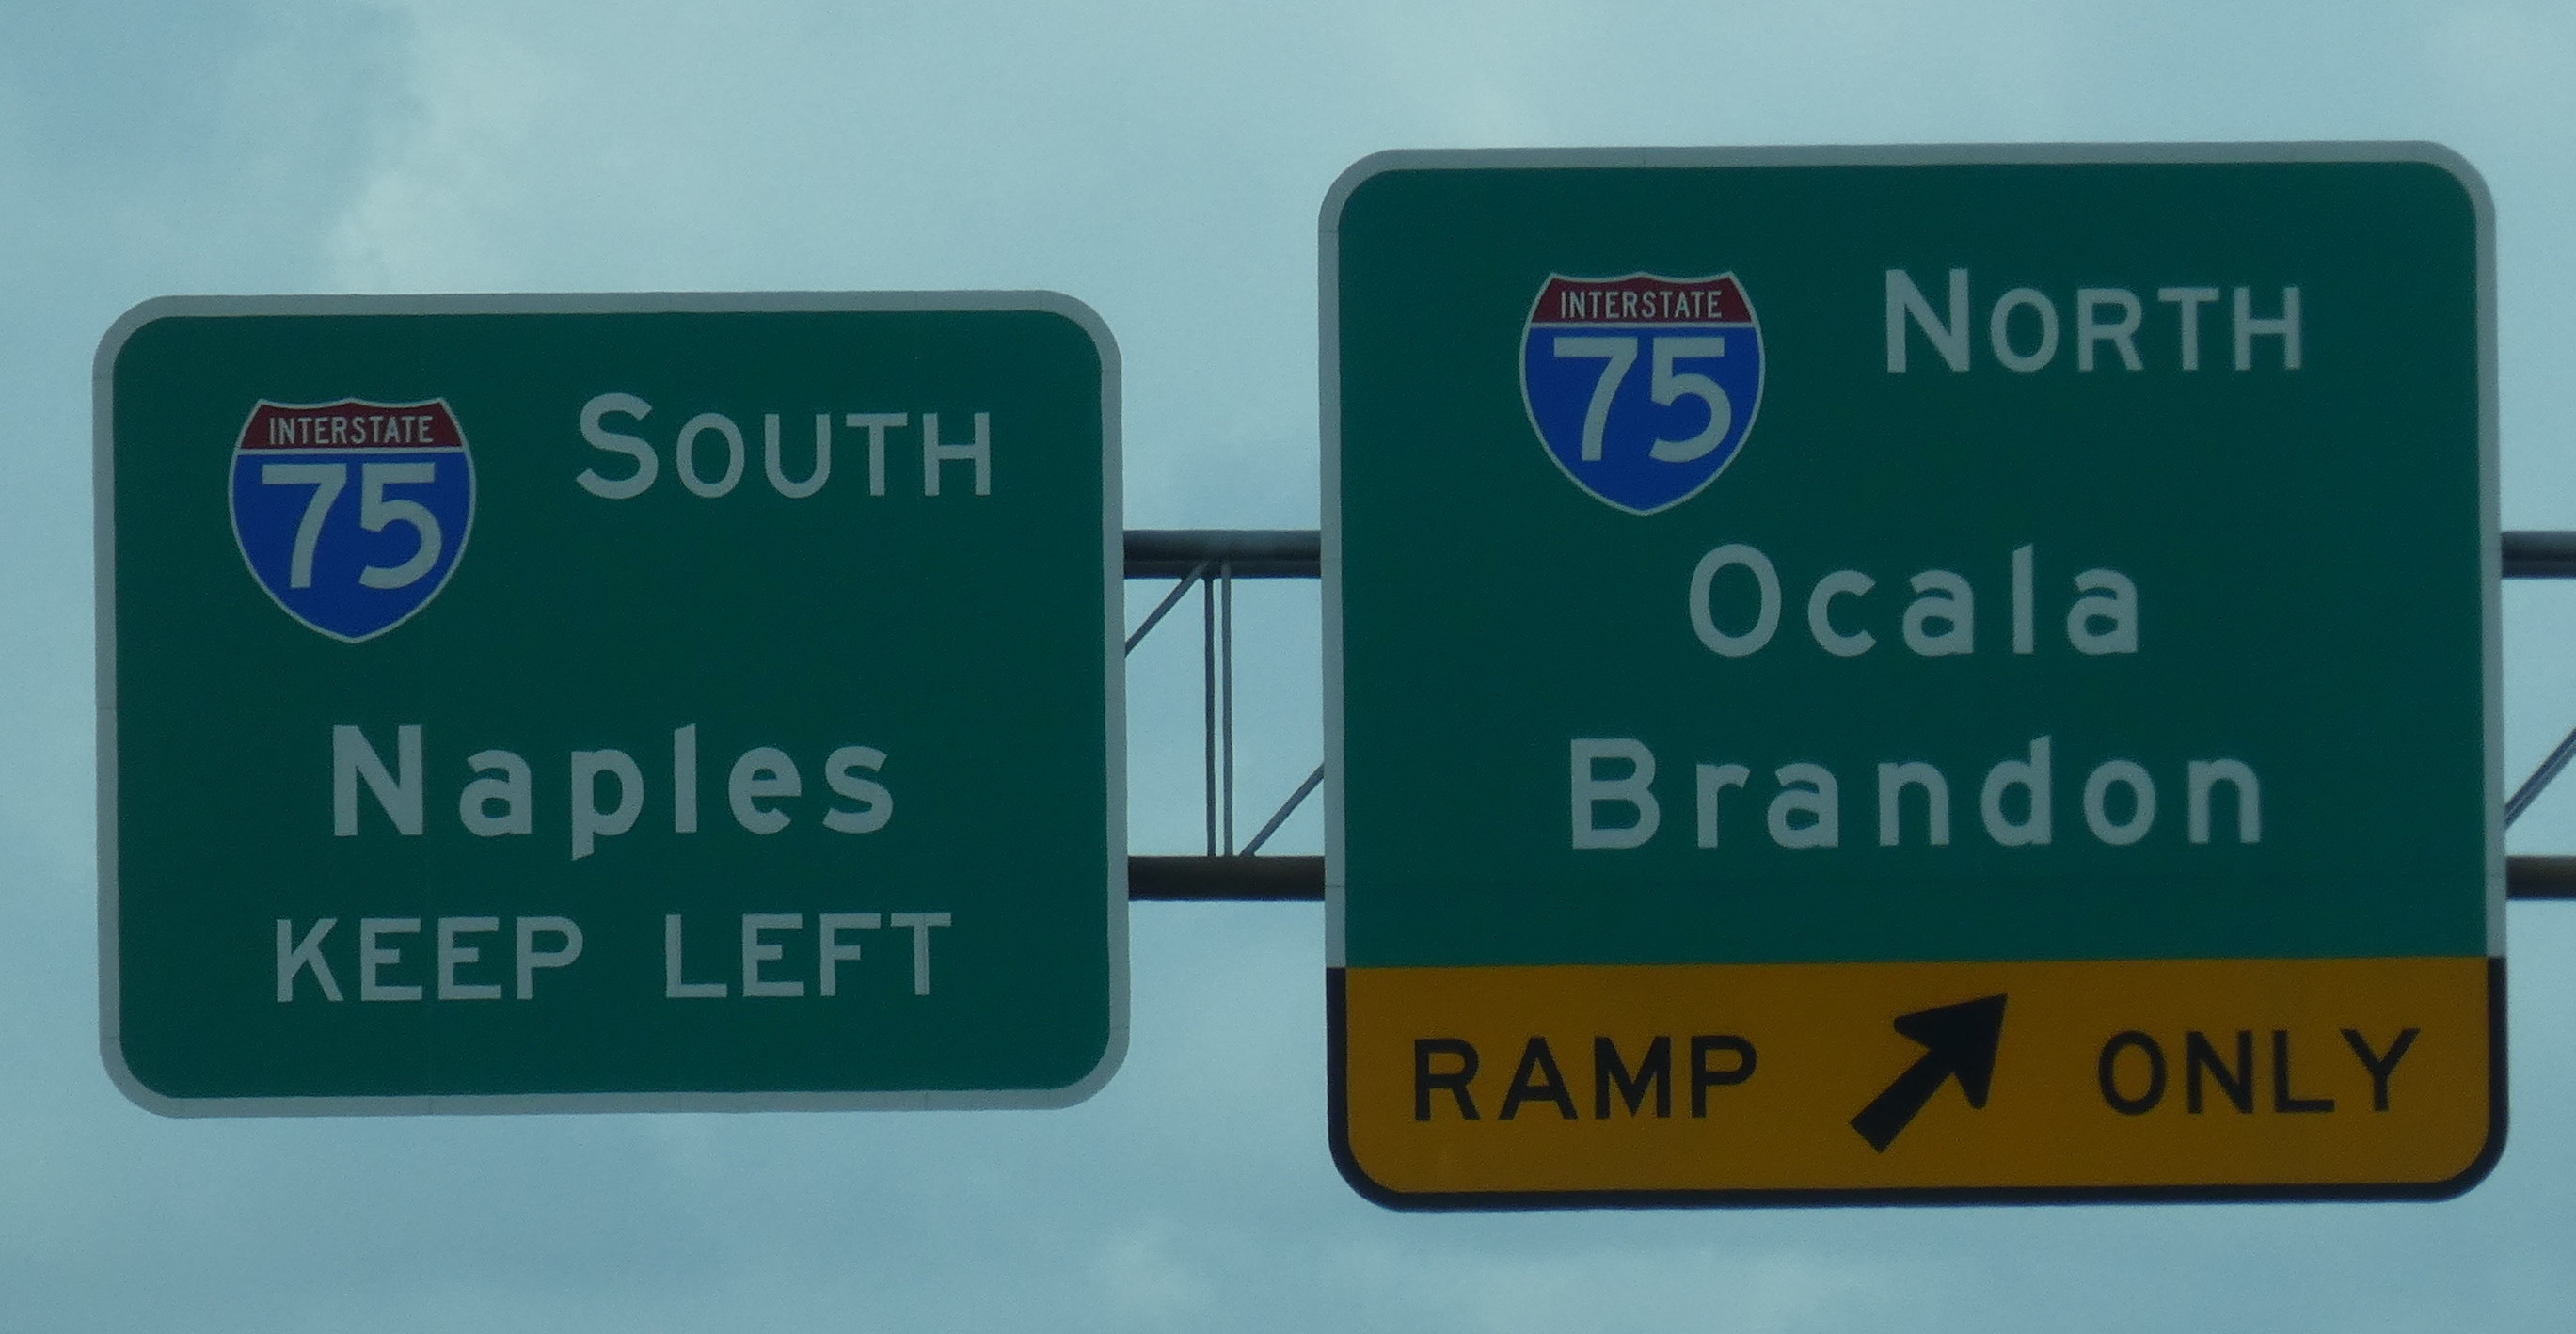 INTERSTATE
75 SOUTH
Naples
KEEP LEFT
INTERSTATE
75 NORTH
Ocala
Brandon
RAMP ONLY